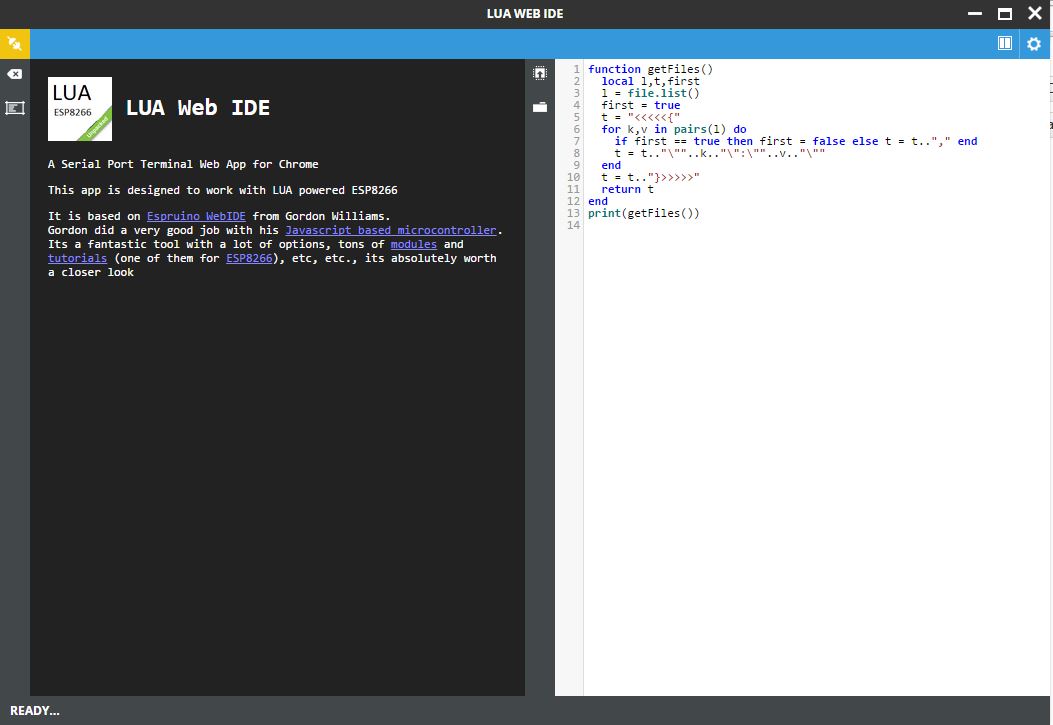 LUA WEB IDE
LUA
ESP8266
Unpacked
LUA Web IDE
A Serial Port Terminal Web App for Chrome
This app is designed to work with LUA powered ESP8266
It is based on Espruino WebIDE from Gordon Williams.
Gordon did a very good job with his Javascript based microcontroller.
Its a fantastic tool with a lot of options, tons of modules and
tutorials (one of them for ESP8266), etc, etc., its absolutely worth
a closer look
1 function getFiles()
2   local l,t,first
3   l = file.list()
4   first = true
5   t = "<<<<<{"
6   for k,v in pairs(l) do
7     if first == true then first = false else t = t.."," end
8     t = t.."\""..k.."\":\""..v.."\""
9   end
10   t = t.."}>>>>>"
11   return t
12 end
13 print(getFiles())
14
READY...